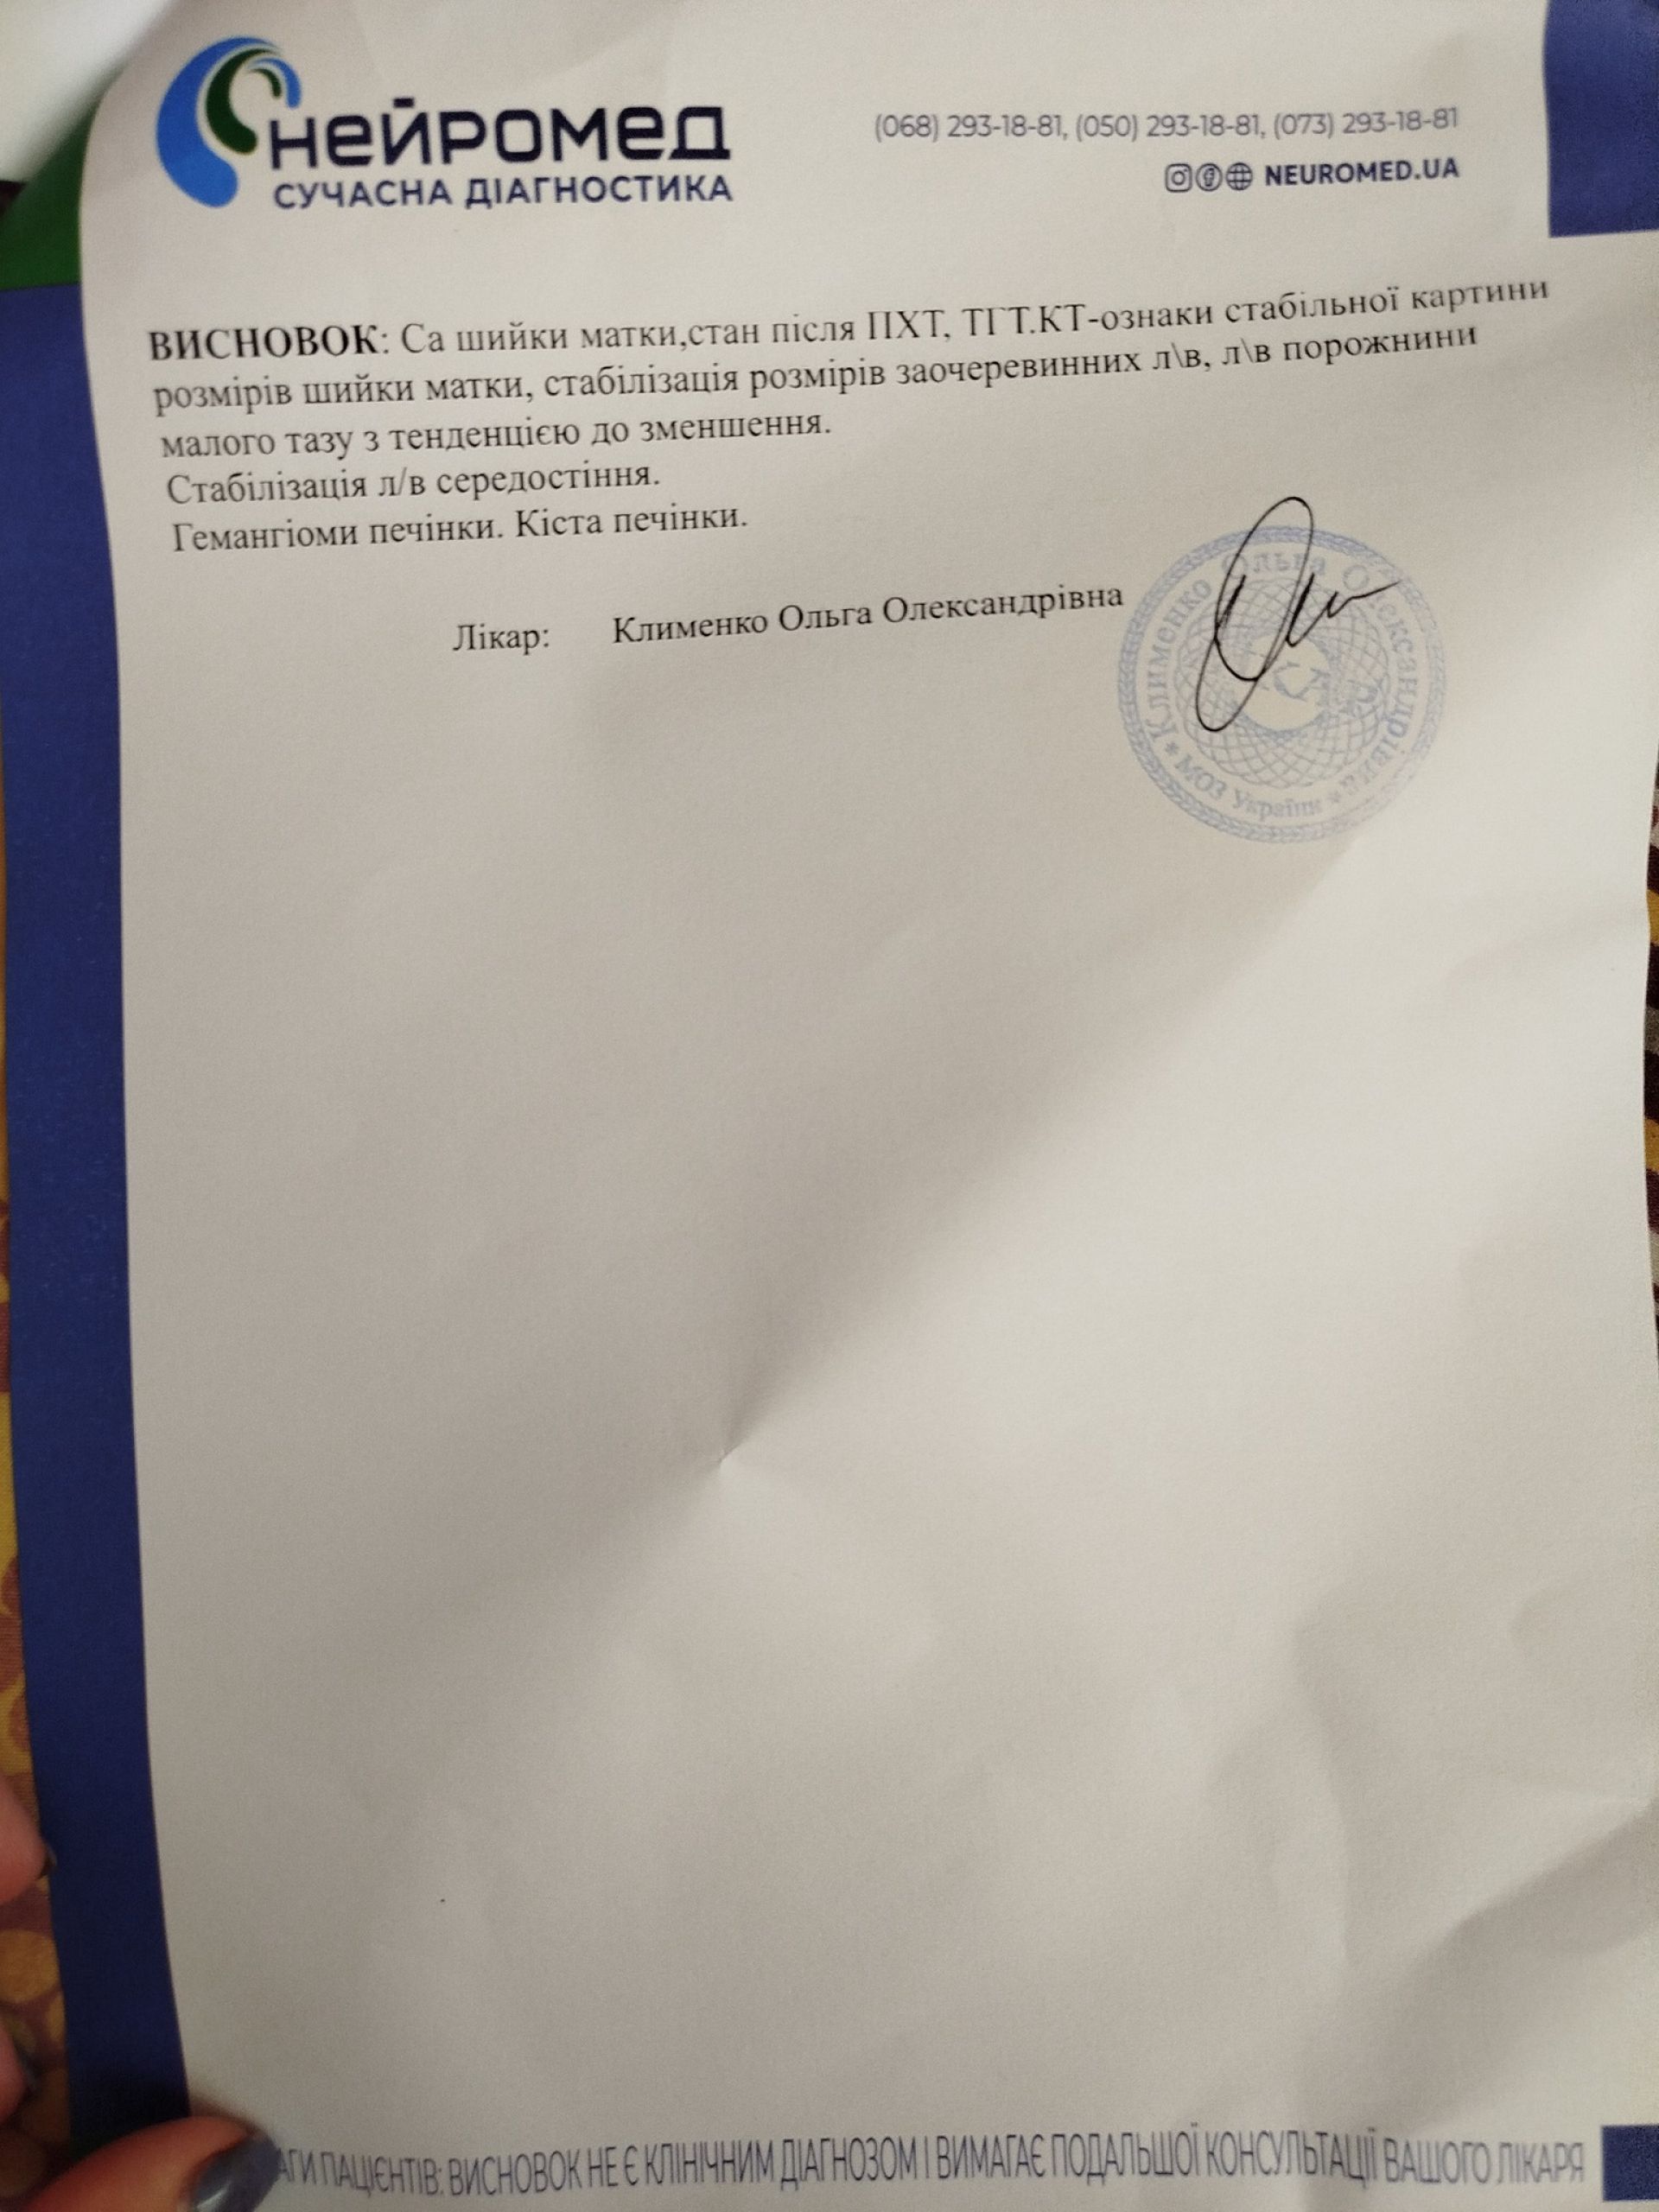 нейромед
СУЧАСНА ДІАГНОСТИКА
(068) 293-18-81, (050) 293-18-81, (073) 293-18-81
NEUROMED.UA
ВИСНОВОК: Са шийки матки,стан після ПХТ, ТГТ.КТ-ознаки стабільної картини
розмірів шийки матки, стабілізація розмірів заочеревинних л\в, л\в порожнини
малого тазу з тенденцією до зменшення.
Стабілізація л/в середостіння.
Гемангіоми печінки. Кіста печінки.
Лікар: Клименко Ольга Олександрівна
* Клименко Ольга Олександрівна * МОЗ України
ПАЦІЄНТІВ: ВИСНОВОК НЕ Є КЛІНІЧНИМ ДІАГНОЗОМ І ВИМАГАЄ ПОДАЛЬШОЇ КОНСУЛЬТАЦІЇ ВАШОГО ЛІКАРЯ